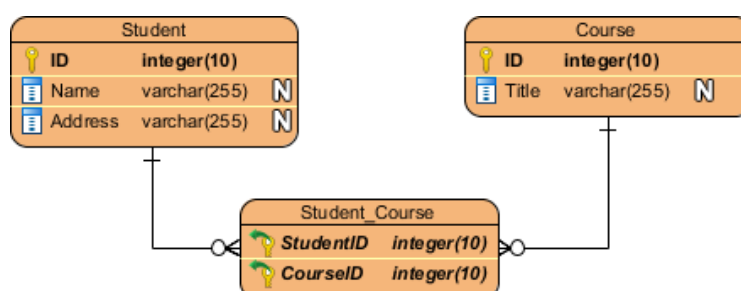 Student
ID integer(10)
Name varchar(255) N
Address varchar(255) N
Course
ID integer(10)
Title varchar(255) N
Student_Course
StudentID integer(10)
CourseID integer(10)